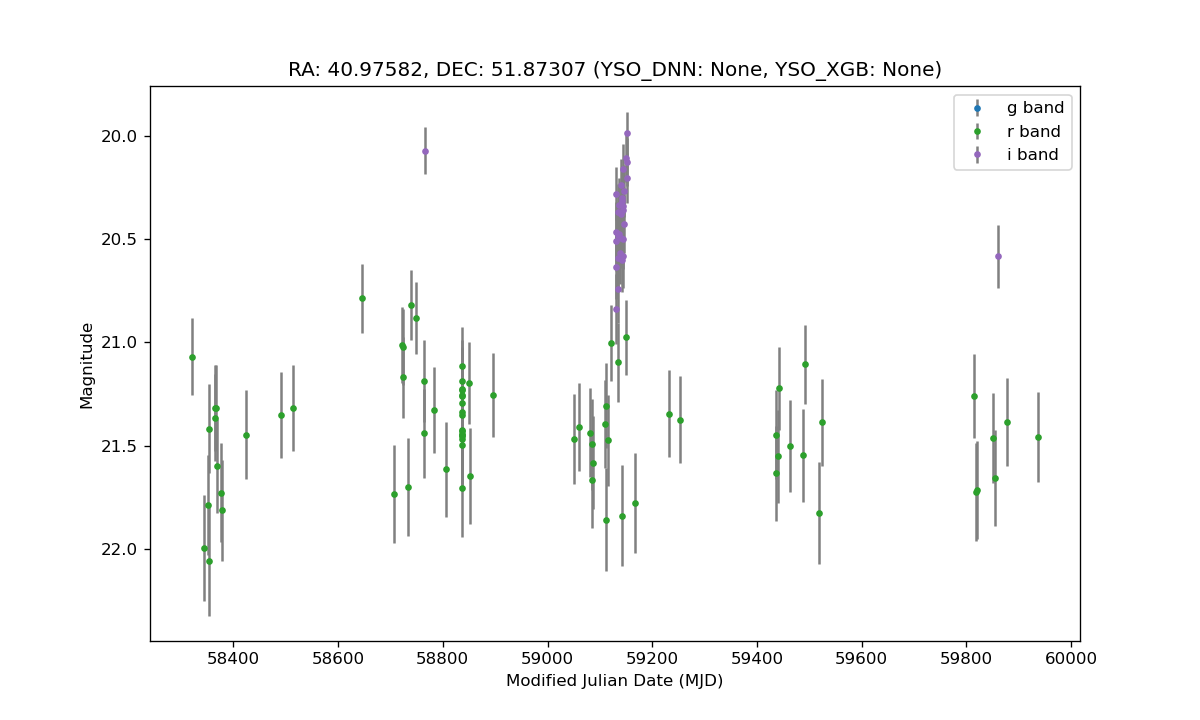 RA: 40.97582, DEC: 51.87307 (YSO_DNN: None, YSO_XGB: None)
g band
r band
i band
20.0
20.5
21.0
21.5
22.0
Magnitude
58400 58600 58800 59000 59200 59400 59600 59800 60000
Modified Julian Date (MJD)